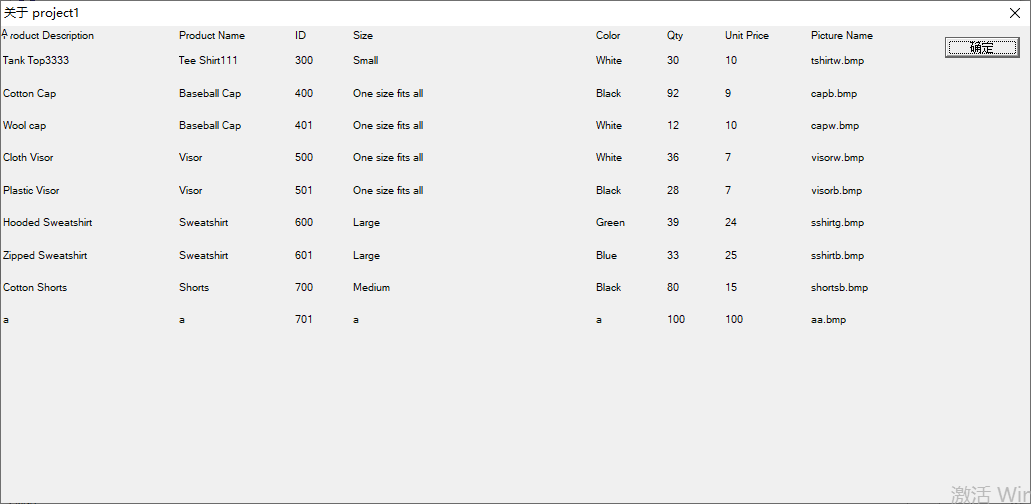 关于 project1
Product Description Product Name ID Size Color Qty Unit Price Picture Name
确定
Tank Top3333 Tee Shirt111 300 Small White 30 10 tshirtw.bmp
Cotton Cap Baseball Cap 400 One size fits all Black 92 9 capb.bmp
Wool cap Baseball Cap 401 One size fits all White 12 10 capw.bmp
Cloth Visor Visor 500 One size fits all White 36 7 visorw.bmp
Plastic Visor Visor 501 One size fits all Black 28 7 visorb.bmp
Hooded Sweatshirt Sweatshirt 600 Large Green 39 24 sshirtg.bmp
Zipped Sweatshirt Sweatshirt 601 Large Blue 33 25 sshirtb.bmp
Cotton Shorts Shorts 700 Medium Black 80 15 shortsb.bmp
a a 701 a a 100 100 aa.bmp
激活 Win